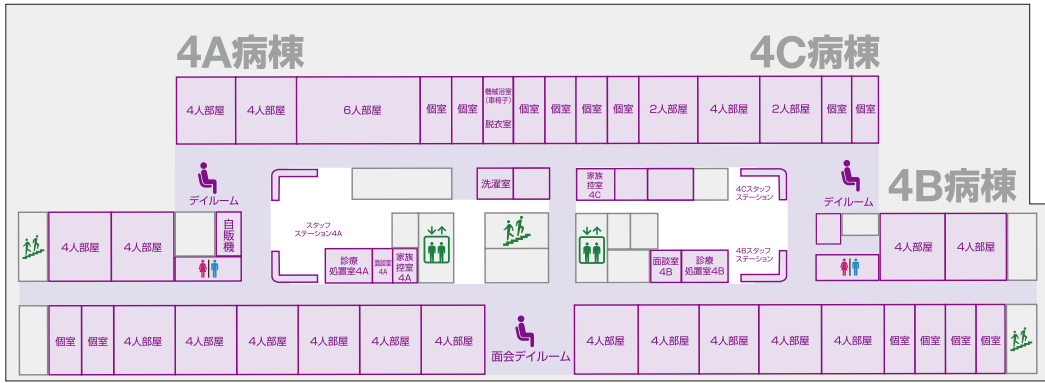 4A病棟
4C病棟
4人部屋
4人部屋
6人部屋
個室
個室
機械浴室
(車椅子)
脱衣室
個室
個室
個室
個室
2人部屋
4人部屋
2人部屋
個室
個室
デイルーム
洗濯室
家族
控室
4C
4Cスタッフ
ステーション
デイルーム
4B病棟
4人部屋
4人部屋
自
販
機
スタッフ
ステーション4A
診療
処置室4A
面談室
4A
家族
控室
4A
面談室
4B
診療
処置室4B
4Bスタッフ
ステーション
4人部屋
4人部屋
個室
個室
4人部屋
4人部屋
4人部屋
4人部屋
4人部屋
4人部屋
面会デイルーム
4人部屋
4人部屋
4人部屋
4人部屋
4人部屋
個室
個室
個室
個室